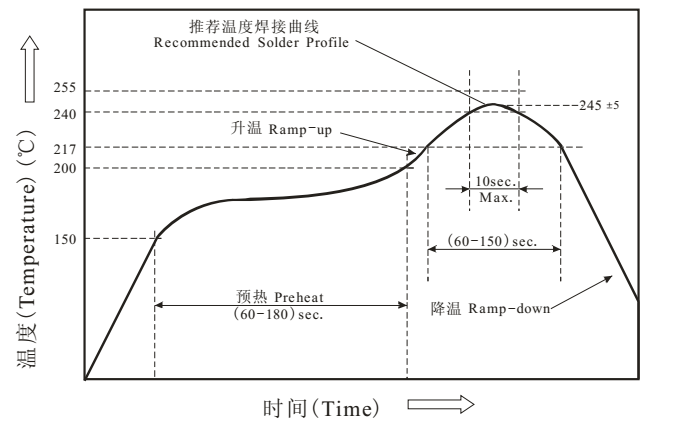 推荐温度焊接曲线
Recommended Solder Profile
255
240
217
200
150
245 ±5
升温 Ramp-up
10sec.
Max.
(60-150)sec.
预热 Preheat
(60-180)sec.
降温 Ramp-down
温度(Temperature)(℃)
时间(Time)